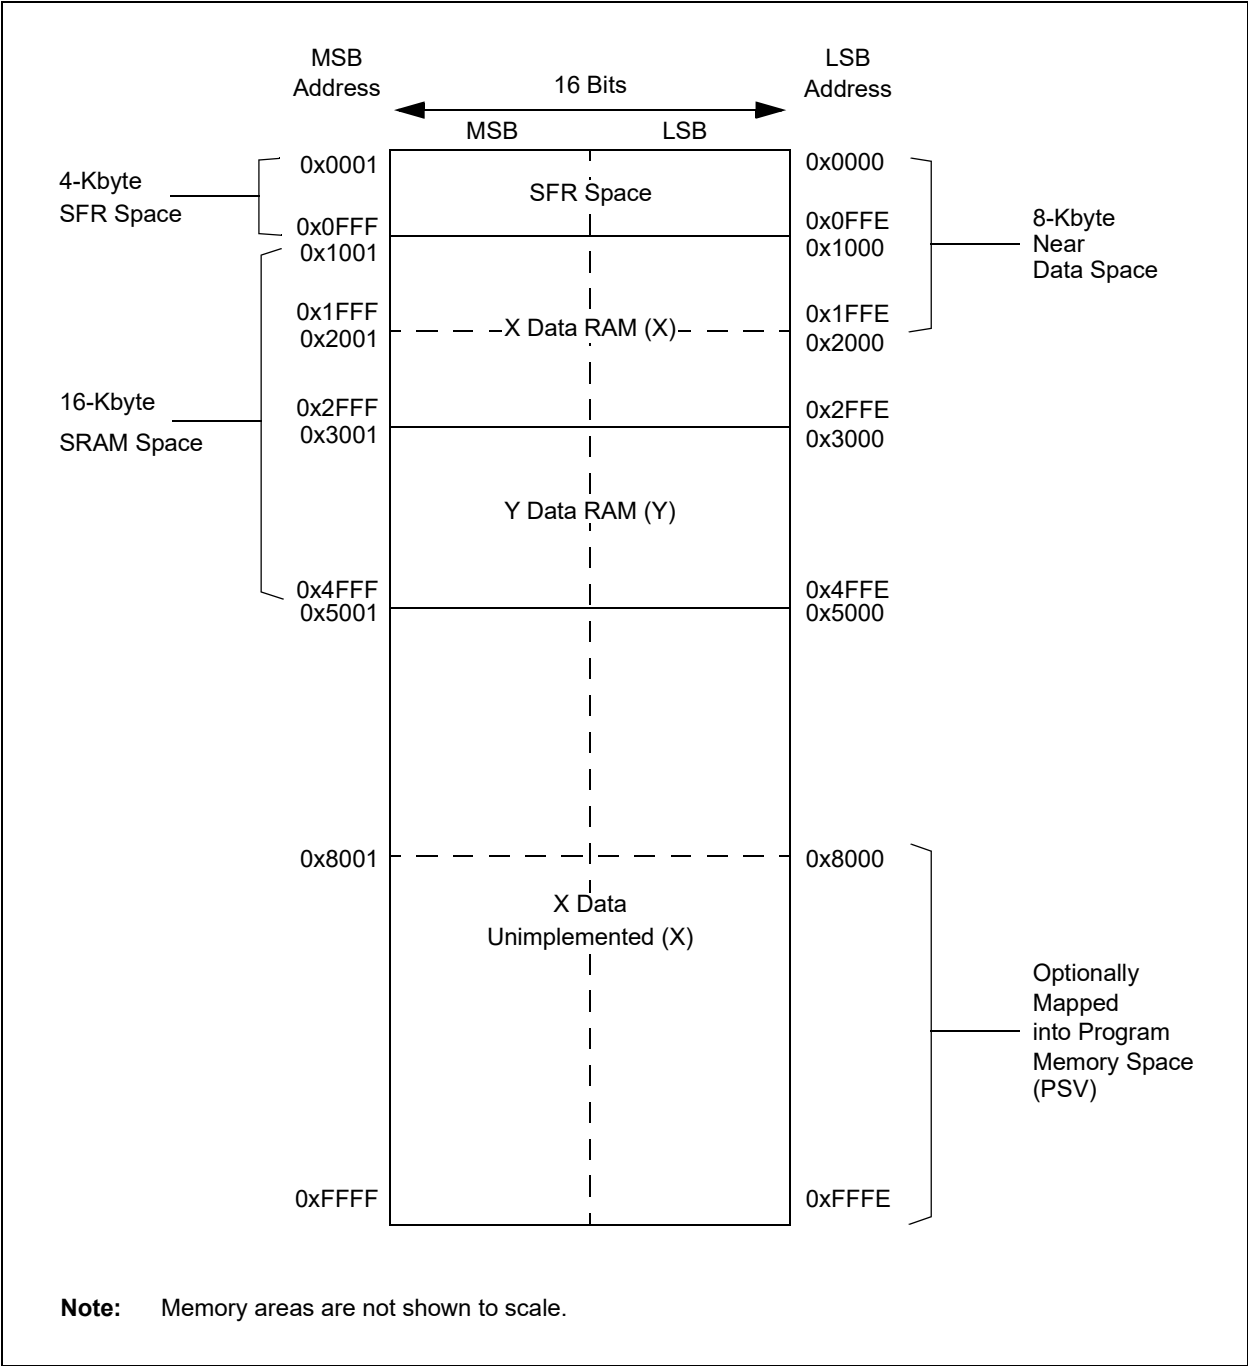 MSB
Address
LSB
Address
16 Bits
MSB
LSB
4-Kbyte
SFR Space
0x0001
0x0FFF
0x1001
SFR Space
0x0000
0x0FFE
0x1000
8-Kbyte
Near
Data Space
0x1FFF
0x2001
X Data RAM (X)
0x1FFE
0x2000
16-Kbyte
SRAM Space
0x2FFF
0x3001
0x2FFE
0x3000
Y Data RAM (Y)
0x4FFF
0x5001
0x4FFE
0x5000
0x8001
0x8000
X Data
Unimplemented (X)
Optionally
Mapped
into Program
Memory Space
(PSV)
0xFFFF
0xFFFE
Note: Memory areas are not shown to scale.